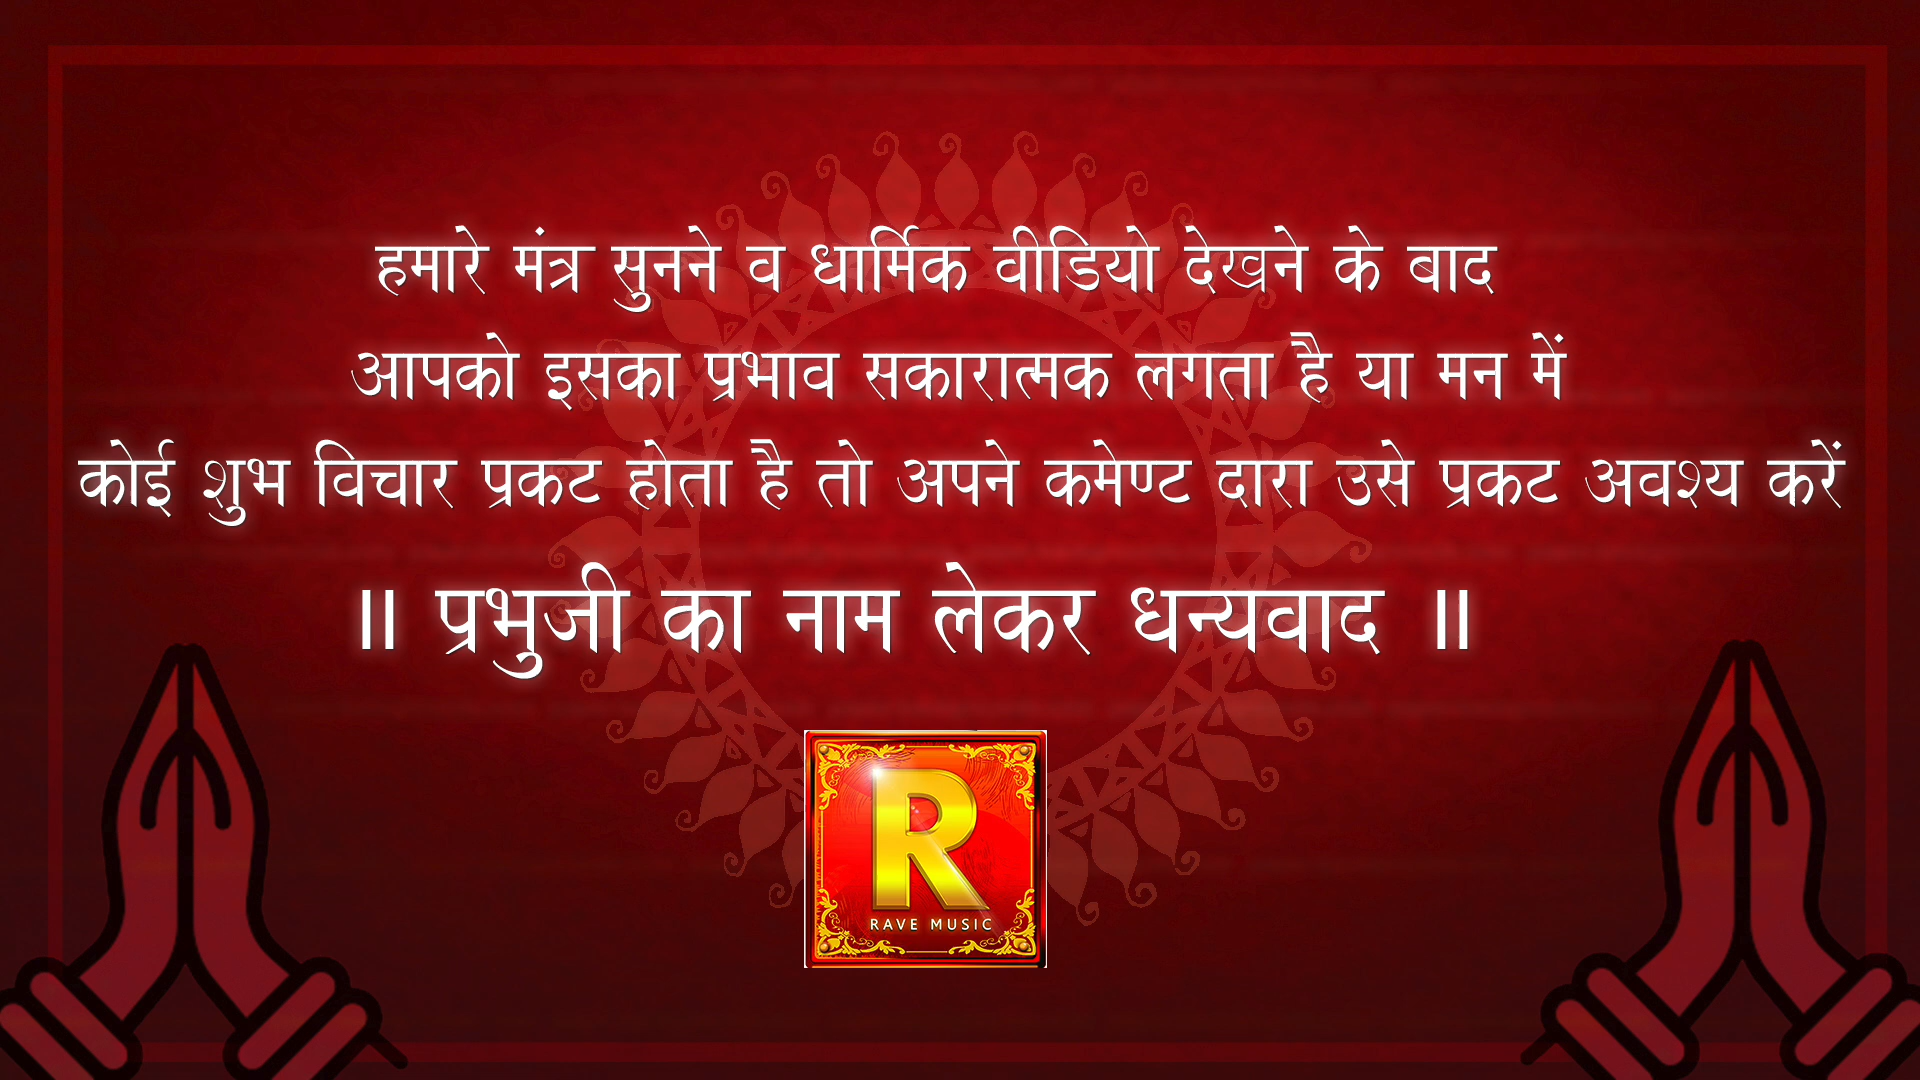 हमारे मंत्र सुनने व धार्मिक वीडियो देखने के बाद
आपको इसका प्रभाव सकारात्मक लगता है या मन में
कोई शुभ विचार प्रकट होता है तो अपने कमेण्ट दारा उसे प्रकट अवश्य करें
॥ प्रभुजी का नाम लेकर धन्यवाद ॥
R
RAVE MUSIC